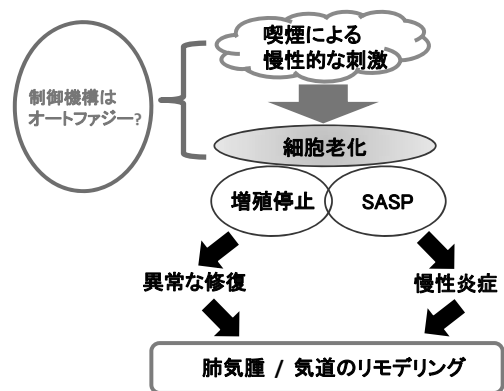 喫煙による
慢性的な刺激
制御機構は
オートファジー?
細胞老化
増殖停止
SASP
異常な修復
慢性炎症
肺気腫 / 気道のリモデリング